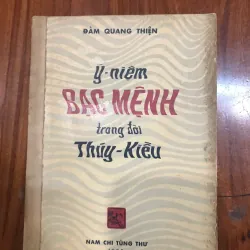 ĐÀM QUANG THIỆN
Ý-niệm
BẠC MỆNH
trong đời
Thúy-Kiều
NAM CHI TÙNG THƯ